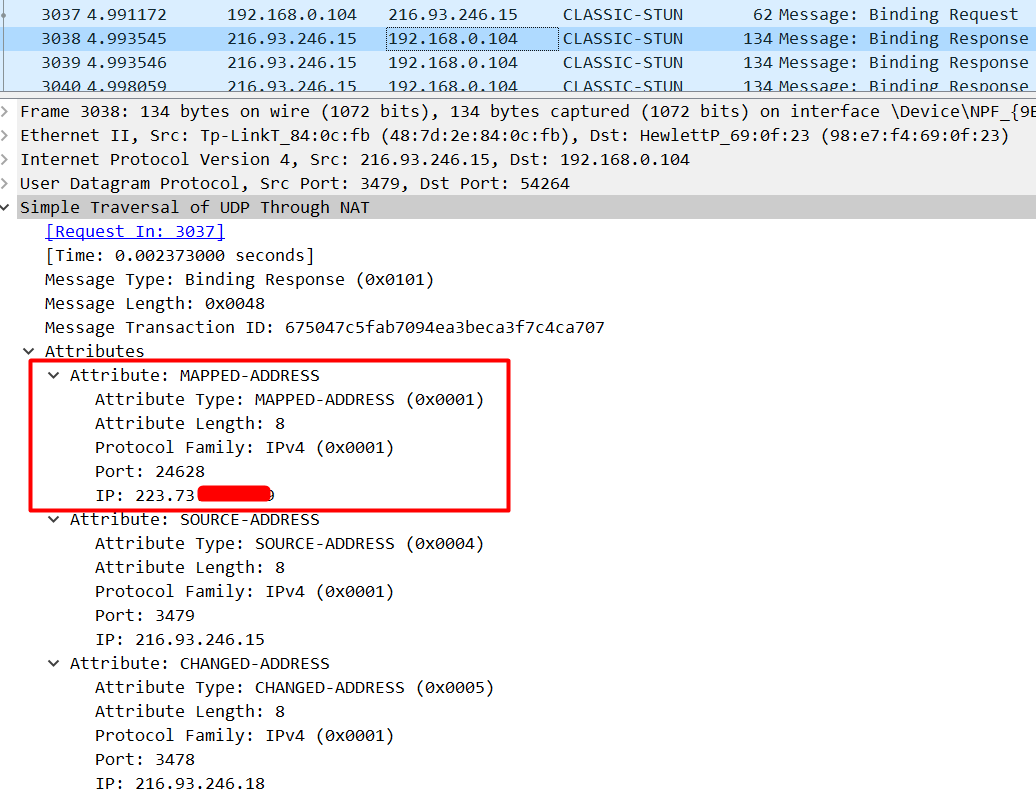 3037 4.991172 192.168.0.104 216.93.246.15 CLASSIC-STUN 62 Message: Binding Request
3038 4.993545 216.93.246.15 192.168.0.104 CLASSIC-STUN 134 Message: Binding Response
3039 4.993546 216.93.246.15 192.168.0.104 CLASSIC-STUN 134 Message: Binding Response
3040 4.998059 216.93.246.15 192.168.0.104 CLASSIC-STUN 134 Message: Binding Response
Frame 3038: 134 bytes on wire (1072 bits), 134 bytes captured (1072 bits) on interface \Device\NPF_{9E
Ethernet II, Src: Tp-LinkT_84:0c:fb (48:7d:2e:84:0c:fb), Dst: HewlettP_69:0f:23 (98:e7:f4:69:0f:23)
Internet Protocol Version 4, Src: 216.93.246.15, Dst: 192.168.0.104
User Datagram Protocol, Src Port: 3479, Dst Port: 54264
Simple Traversal of UDP Through NAT
[Request In: 3037]
[Time: 0.002373000 seconds]
Message Type: Binding Response (0x0101)
Message Length: 0x0048
Message Transaction ID: 675047c5fab7094ea3beca3f7c4ca707
Attributes
Attribute: MAPPED-ADDRESS
Attribute Type: MAPPED-ADDRESS (0x0001)
Attribute Length: 8
Protocol Family: IPv4 (0x0001)
Port: 24628
IP: 223.73
Attribute: SOURCE-ADDRESS
Attribute Type: SOURCE-ADDRESS (0x0004)
Attribute Length: 8
Protocol Family: IPv4 (0x0001)
Port: 3479
IP: 216.93.246.15
Attribute: CHANGED-ADDRESS
Attribute Type: CHANGED-ADDRESS (0x0005)
Attribute Length: 8
Protocol Family: IPv4 (0x0001)
Port: 3478
IP: 216.93.246.18